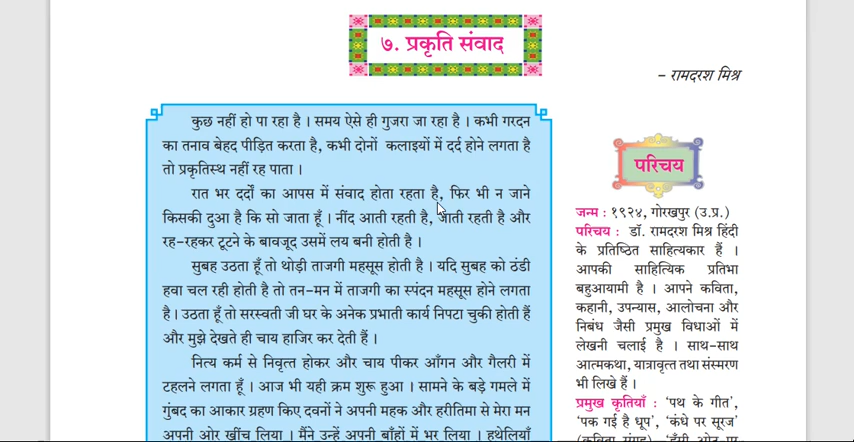 ७. प्रकृति संवाद
– रामदरश मिश्र
कुछ नहीं हो पा रहा है । समय ऐसे ही गुजरा जा रहा है । कभी गरदन
का तनाव बेहद पीड़ित करता है, कभी दोनों कलाइयों में दर्द होने लगता है
तो प्रकृतिस्थ नहीं रह पाता ।
रात भर दर्दों का आपस में संवाद होता रहता है, फिर भी न जाने
किसकी दुआ है कि सो जाता हूँ । नींद आती रहती है, जाती रहती है और
रह-रहकर टूटने के बावजूद उसमें लय बनी होती है ।
सुबह उठता हूँ तो थोड़ी ताजगी महसूस होती है । यदि सुबह को ठंडी
हवा चल रही होती है तो तन-मन में ताजगी का स्पंदन महसूस होने लगता
है । उठता हूँ तो सरस्वती जी घर के अनेक प्रभाती कार्य निपटा चुकी होती हैं
और मुझे देखते ही चाय हाजिर कर देती हैं ।
नित्य कर्म से निवृत्त होकर और चाय पीकर आँगन और गैलरी में
टहलने लगता हूँ । आज भी यही क्रम शुरू हुआ । सामने के बड़े गमले में
गुंबद का आकार ग्रहण किए दवनों ने अपनी महक और हरीतिमा से मेरा मन
अपनी ओर खींच लिया । मैंने उन्हें अपनी बाँहों में भर लिया । हथेलियाँ
परिचय
जन्म : १९२४, गोरखपुर (उ.प्र.)
परिचय : डॉ. रामदरश मिश्र हिंदी
के प्रतिष्ठित साहित्यकार हैं ।
आपकी साहित्यिक प्रतिभा
बहुआयामी है । आपने कविता,
कहानी, उपन्यास, आलोचना और
निबंध जैसी प्रमुख विधाओं में
लेखनी चलाई है । साथ-साथ
आत्मकथा, यात्रावृत्त तथा संस्मरण
भी लिखे हैं ।
प्रमुख कृतियाँ : ‘पथ के गीत’,
‘पक गई है धूप’, ‘कंधे पर सूरज’